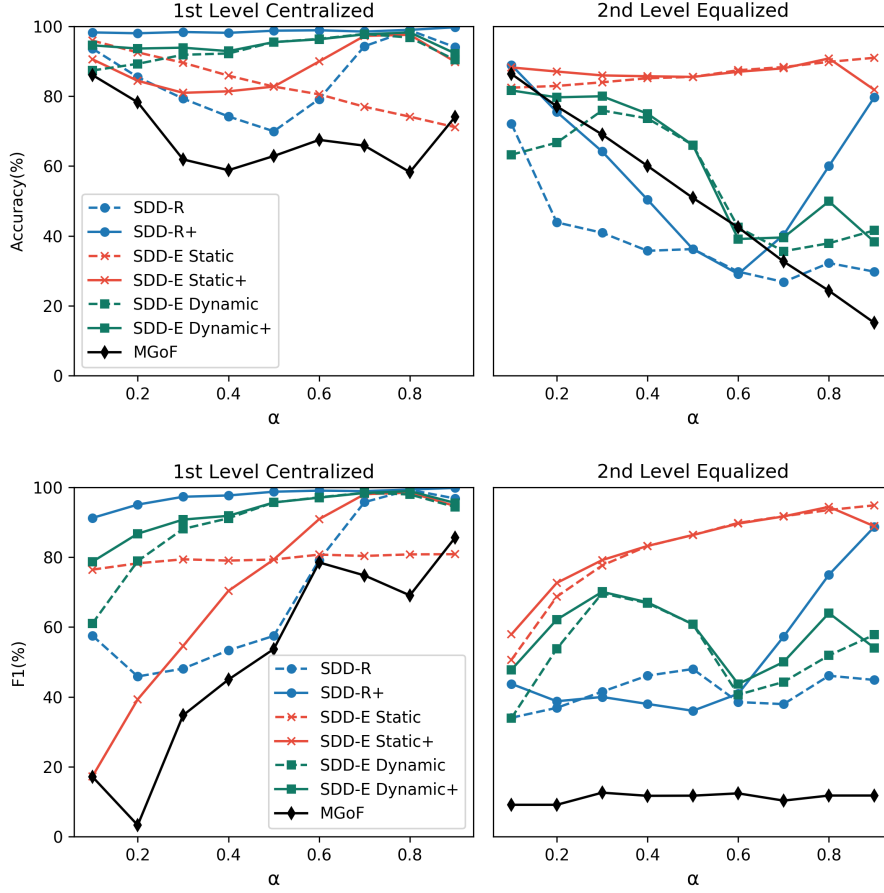 1st Level Centralized
2nd Level Equalized
Accuracy(%)
100
80
60
40
20
0
SDD-R
SDD-R+
SDD-E Static
SDD-E Static+
SDD-E Dynamic
SDD-E Dynamic+
MGoF
0.2 0.4 0.6 0.8
α
0.2 0.4 0.6 0.8
α
1st Level Centralized
2nd Level Equalized
F1(%)
100
80
60
40
20
0
SDD-R
SDD-R+
SDD-E Static
SDD-E Static+
SDD-E Dynamic
SDD-E Dynamic+
MGoF
0.2 0.4 0.6 0.8
α
0.2 0.4 0.6 0.8
α